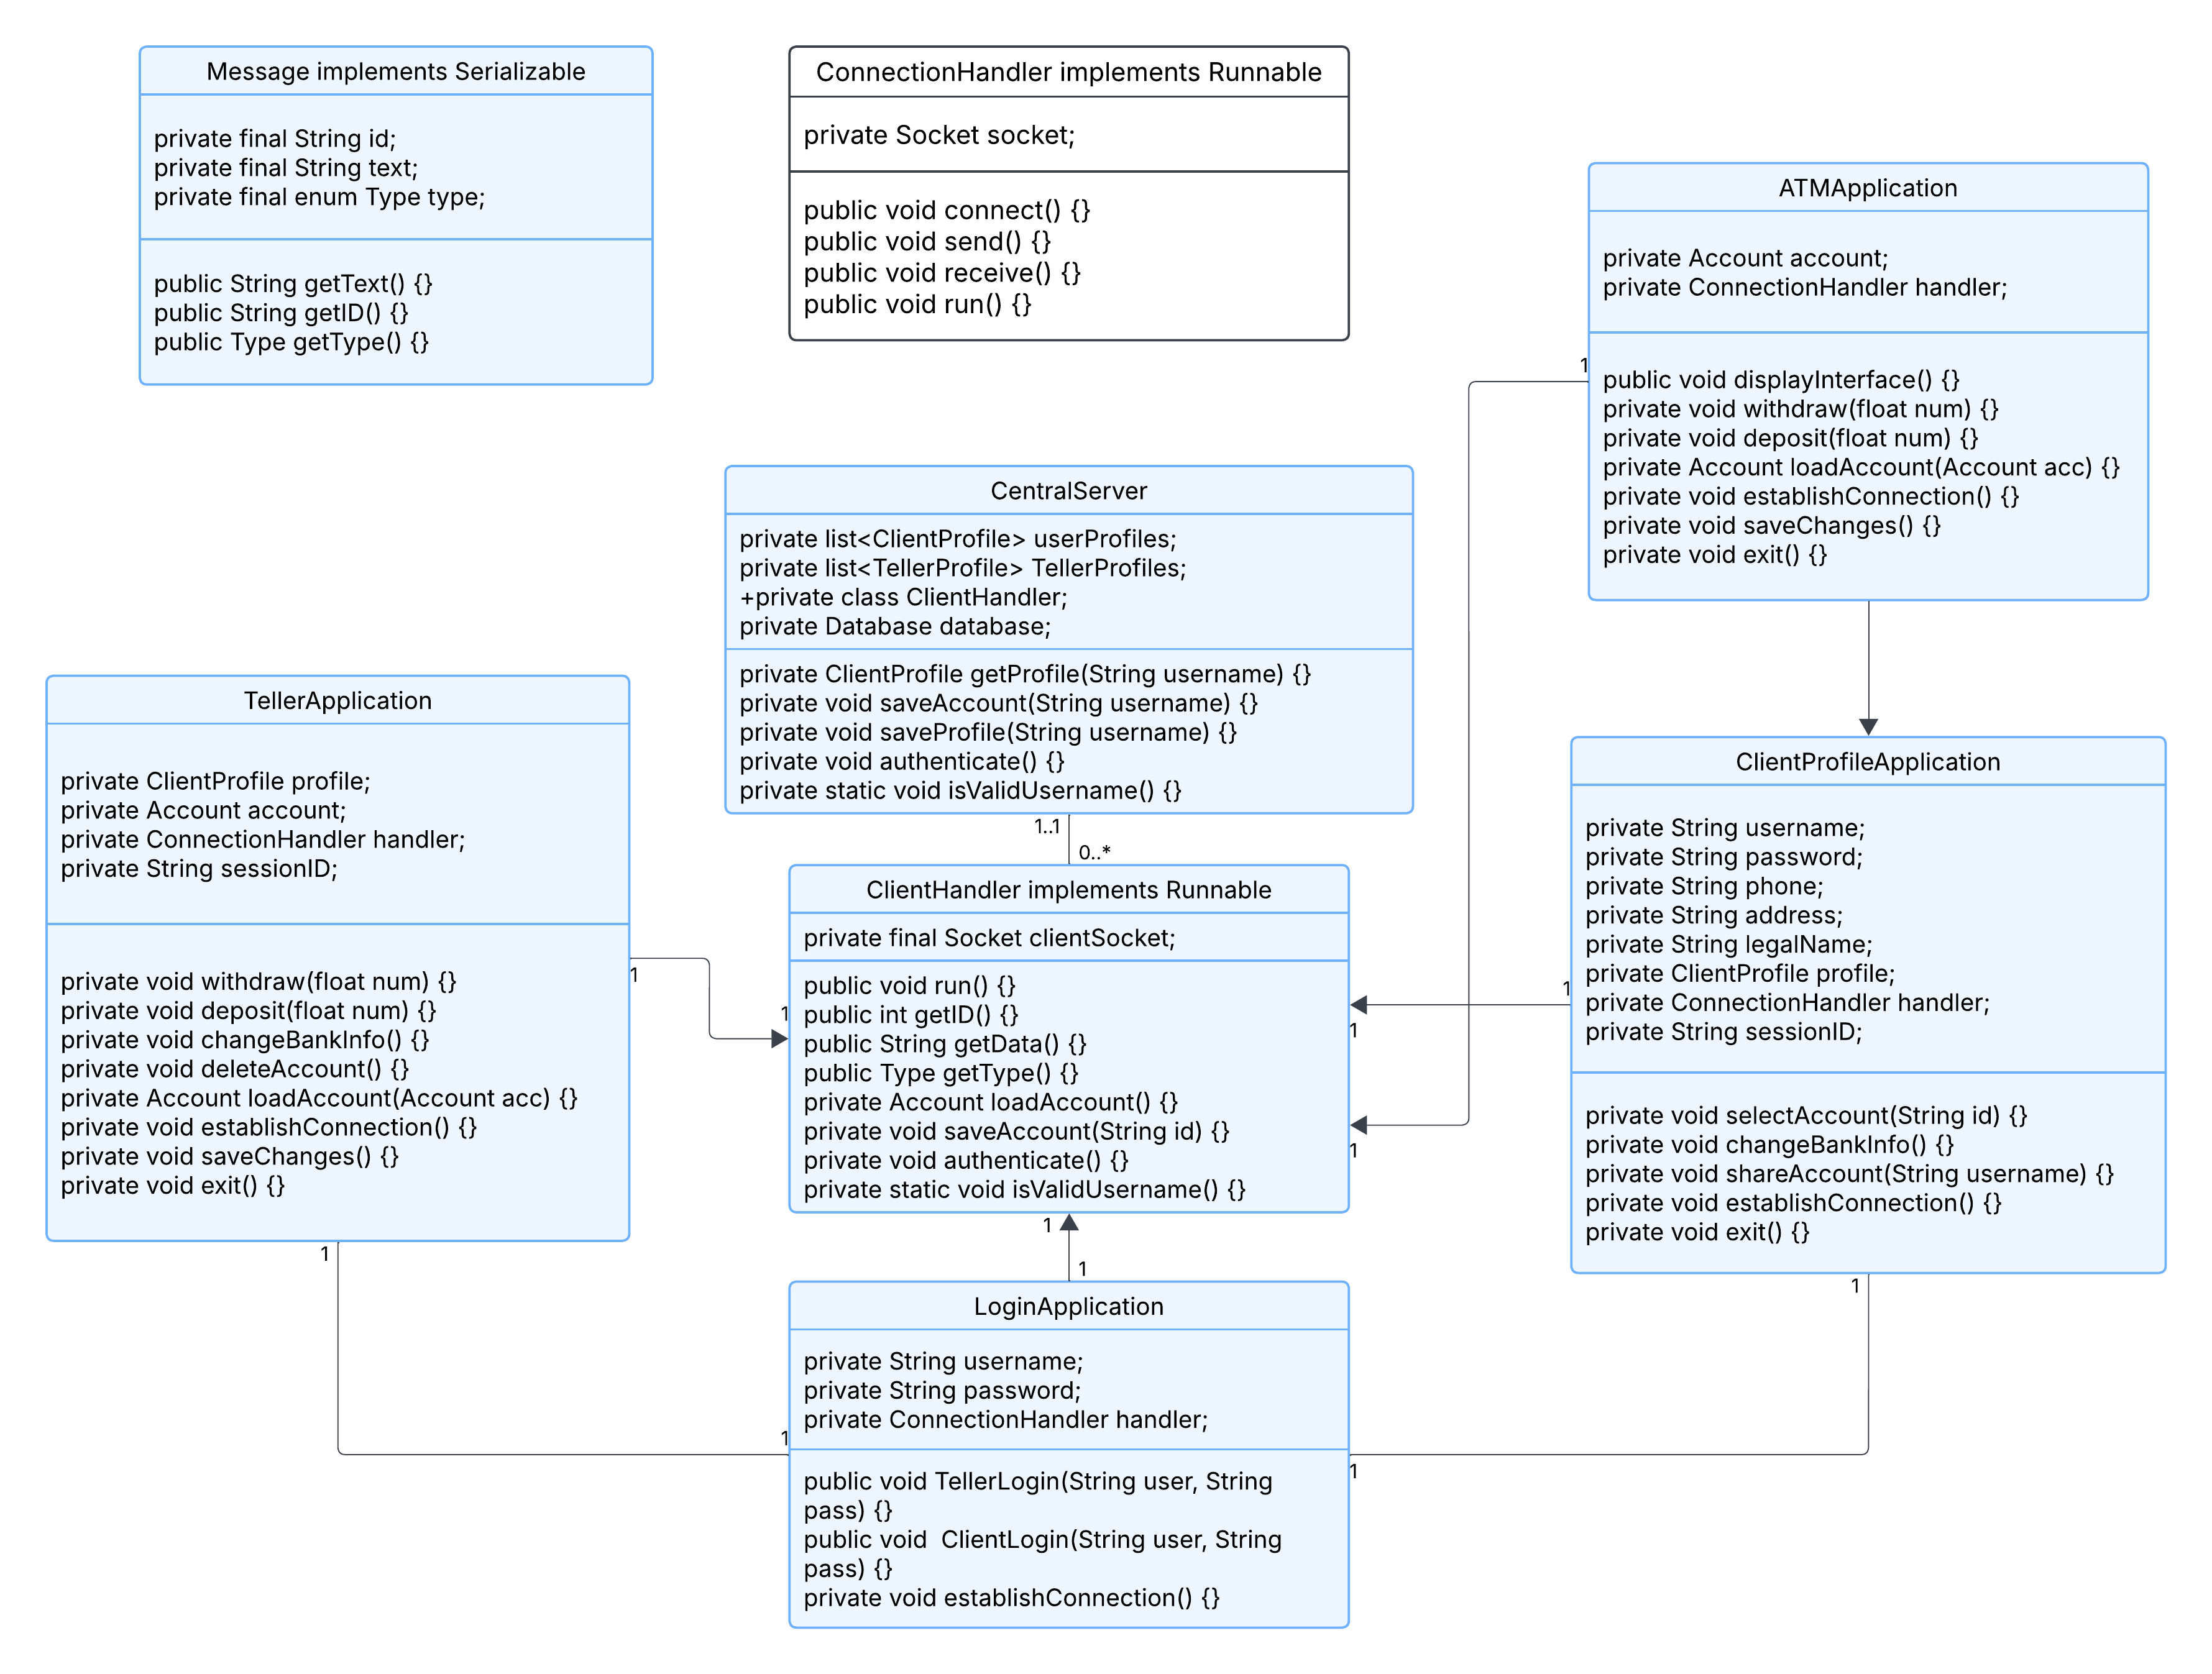 Message implements Serializable
private final String id;
private final String text;
private final enum Type type;
public String getText() {}
public String getID() {}
public Type getType() {}
ConnectionHandler implements Runnable
private Socket socket;
public void connect() {}
public void send() {}
public void receive() {}
public void run() {}
ATMApplication
private Account account;
private ConnectionHandler handler;
public void displayInterface() {}
private void withdraw(float num) {}
private void deposit(float num) {}
private Account loadAccount(Account acc) {}
private void establishConnection() {}
private void saveChanges() {}
private void exit() {}
1
CentralServer
private list<ClientProfile> userProfiles;
private list<TellerProfile> TellerProfiles;
+private class ClientHandler;
private Database database;
private ClientProfile getProfile(String username) {}
private void saveAccount(String username) {}
private void saveProfile(String username) {}
private void authenticate() {}
private static void isValidUsername() {}
1..1
0..*
TellerApplication
private ClientProfile profile;
private Account account;
private ConnectionHandler handler;
private String sessionID;
private void withdraw(float num) {}
private void deposit(float num) {}
private void changeBankInfo() {}
private void deleteAccount() {}
private Account loadAccount(Account acc) {}
private void establishConnection() {}
private void saveChanges() {}
private void exit() {}
1
1
1
ClientHandler implements Runnable
private final Socket clientSocket;
public void run() {}
public int getID() {}
public String getData() {}
public Type getType() {}
private Account loadAccount() {}
private void saveAccount(String id) {}
private void authenticate() {}
private static void isValidUsername() {}
1
1
1
1
1
ClientProfileApplication
private String username;
private String password;
private String phone;
private String address;
private String legalName;
private ClientProfile profile;
private ConnectionHandler handler;
private String sessionID;
private void selectAccount(String id) {}
private void changeBankInfo() {}
private void shareAccount(String username) {}
private void establishConnection() {}
private void exit() {}
1
LoginApplication
private String username;
private String password;
private ConnectionHandler handler;
public void TellerLogin(String user, String
pass) {}
public void  ClientLogin(String user, String
pass) {}
private void establishConnection() {}
1
1